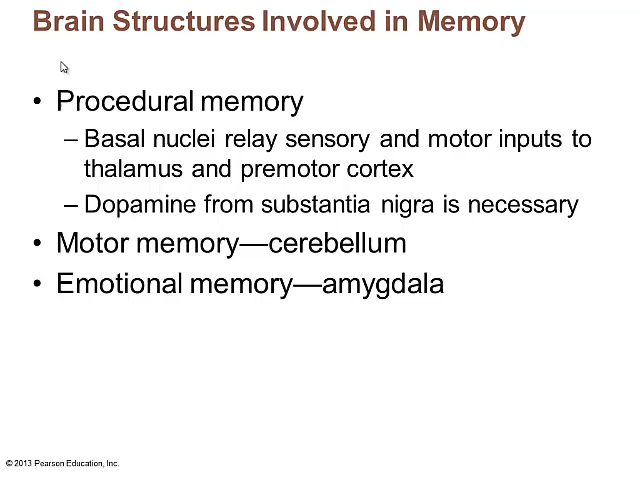 Brain Structures Involved in Memory
• Procedural memory
– Basal nuclei relay sensory and motor inputs to
thalamus and premotor cortex
– Dopamine from substantia nigra is necessary
• Motor memory—cerebellum
• Emotional memory—amygdala
© 2013 Pearson Education, Inc.